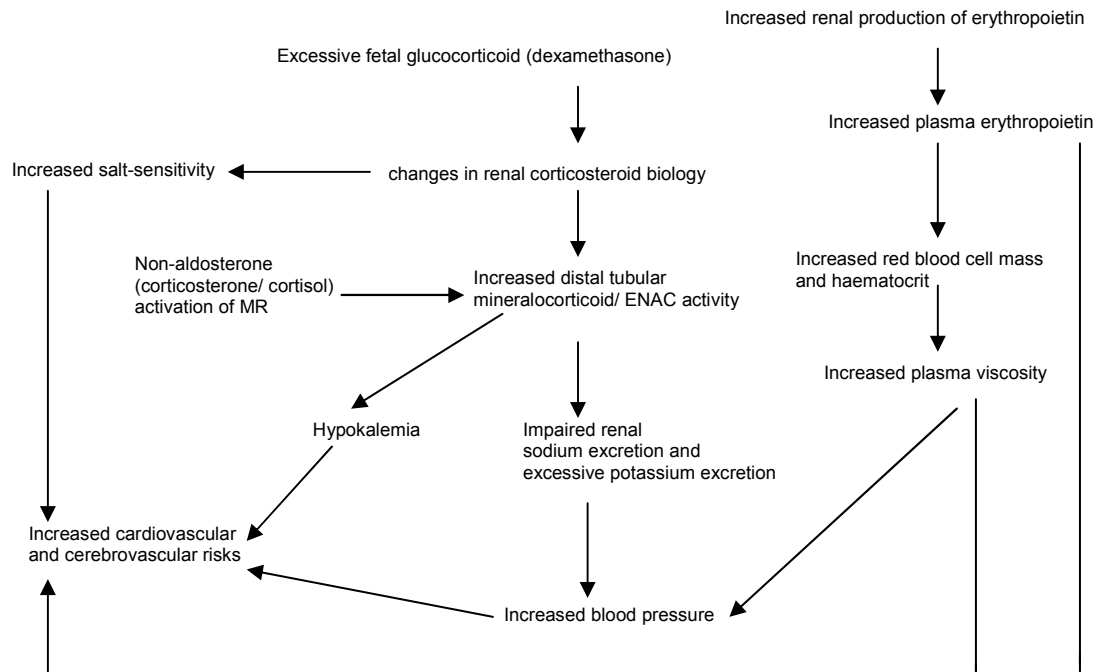 Increased renal production of erythropoietin
Excessive fetal glucocorticoid (dexamethasone)
Increased plasma erythropoietin
Increased salt-sensitivity
changes in renal corticosteroid biology
Non-aldosterone
(corticosterone/ cortisol)
activation of MR
Increased distal tubular
mineralocorticoid/ ENAC activity
Increased red blood cell mass
and haematocrit
Increased plasma viscosity
Hypokalemia
Impaired renal
sodium excretion and
excessive potassium excretion
Increased cardiovascular
and cerebrovascular risks
Increased blood pressure